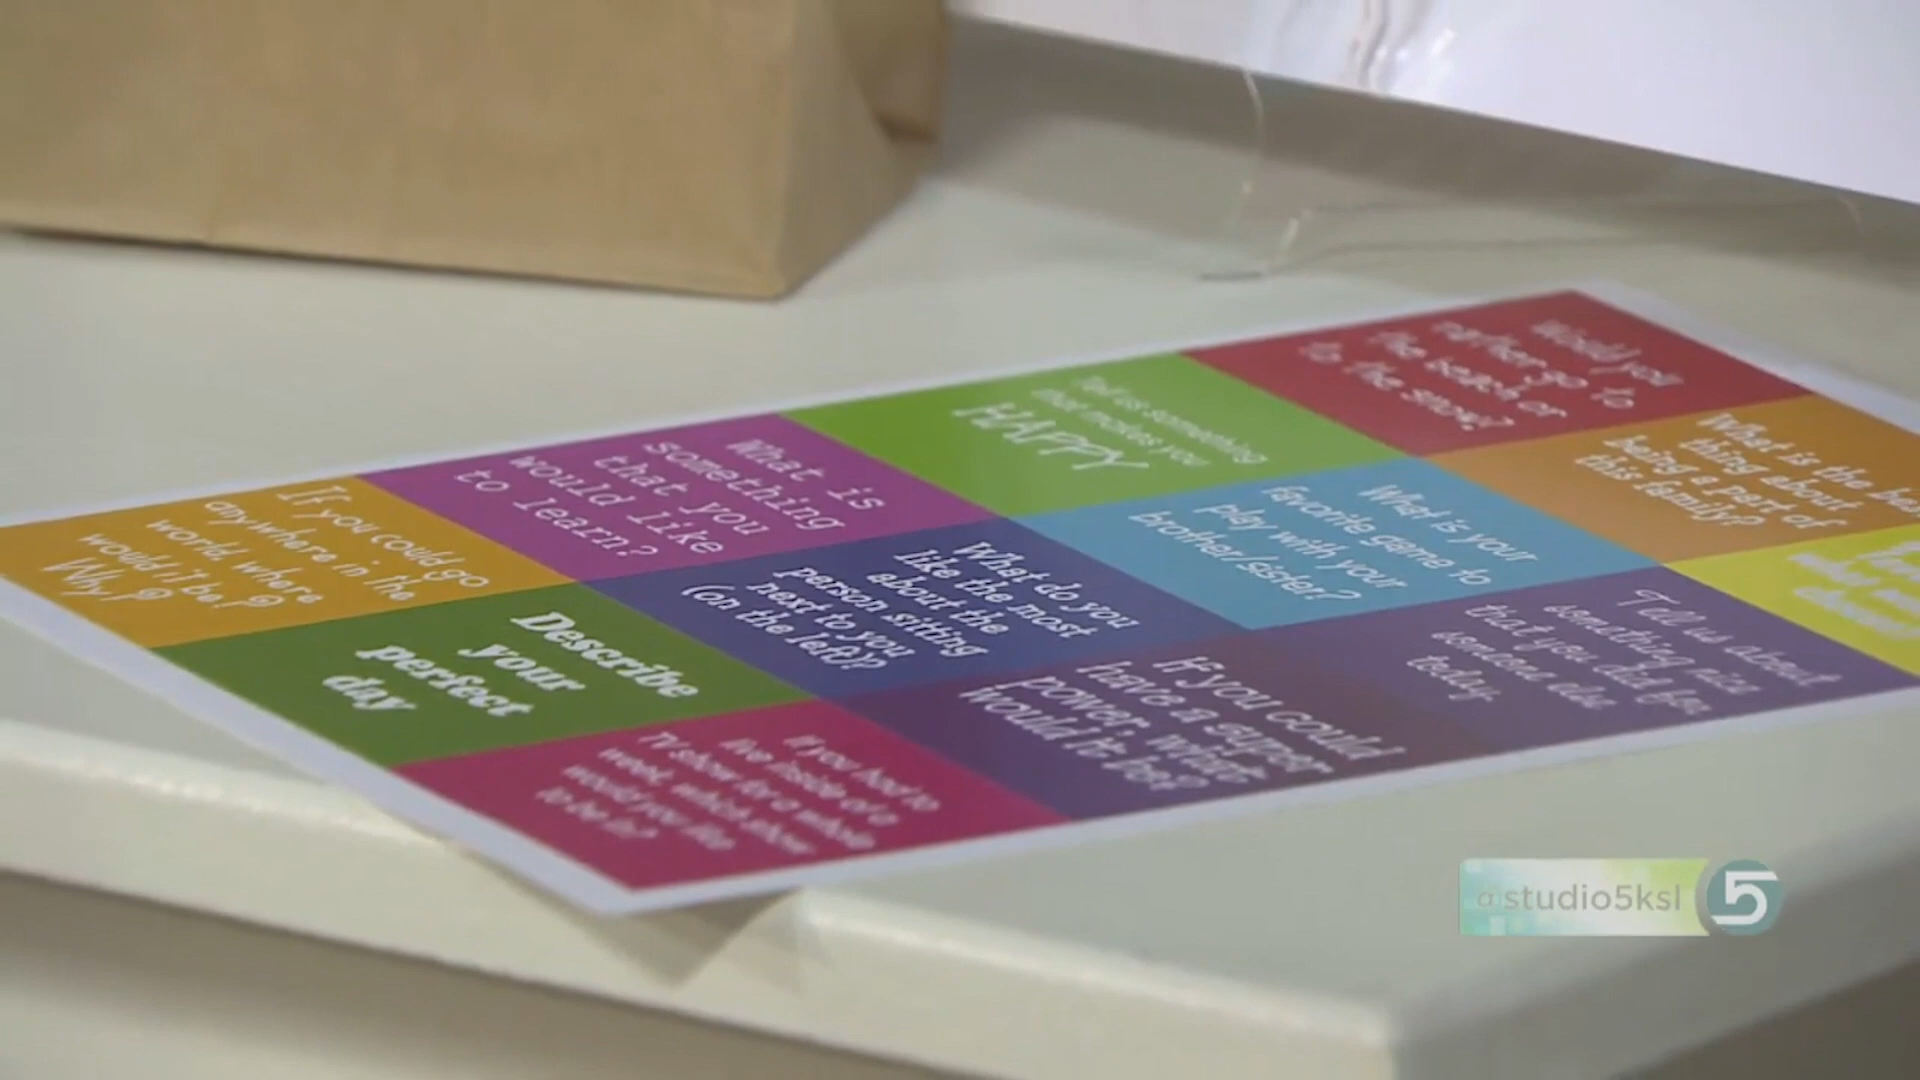 Would you
rather go to
the beach or
to the snow?
Tell us something
that makes you
HAPPY
What is
something
that you
would like
to learn?
If you could go
anywhere in the
world, where
would it be?
Why?
What is the
thing about
being a part of
this family?
What is your
favorite game to
play with your
brother/sister?
What do you
like the most
about the
person sitting
next to you
(on the left)?
Describe
your
perfect
day
Tell us about
something nice
that you did for
someone else
today.
If you could
have a super
power, what
would it be?
If you had to
live inside of a
TV show for a whole
week, which show
would you like
to be in?
@studio5ksl 5